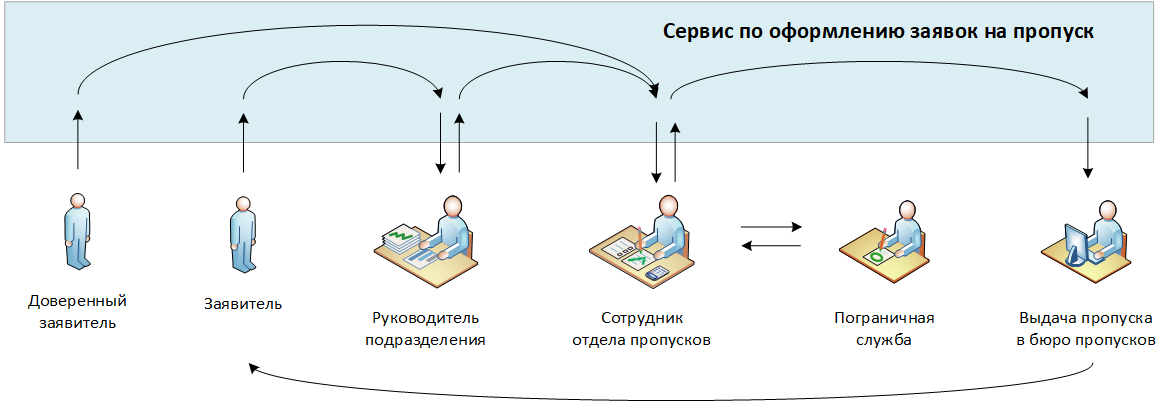 Сервис по оформлению заявок на пропуск
Доверенный
заявитель
Заявитель
Руководитель
подразделения
Сотрудник
отдела пропусков
Пограничная
служба
Выдача пропуска
в бюро пропусков